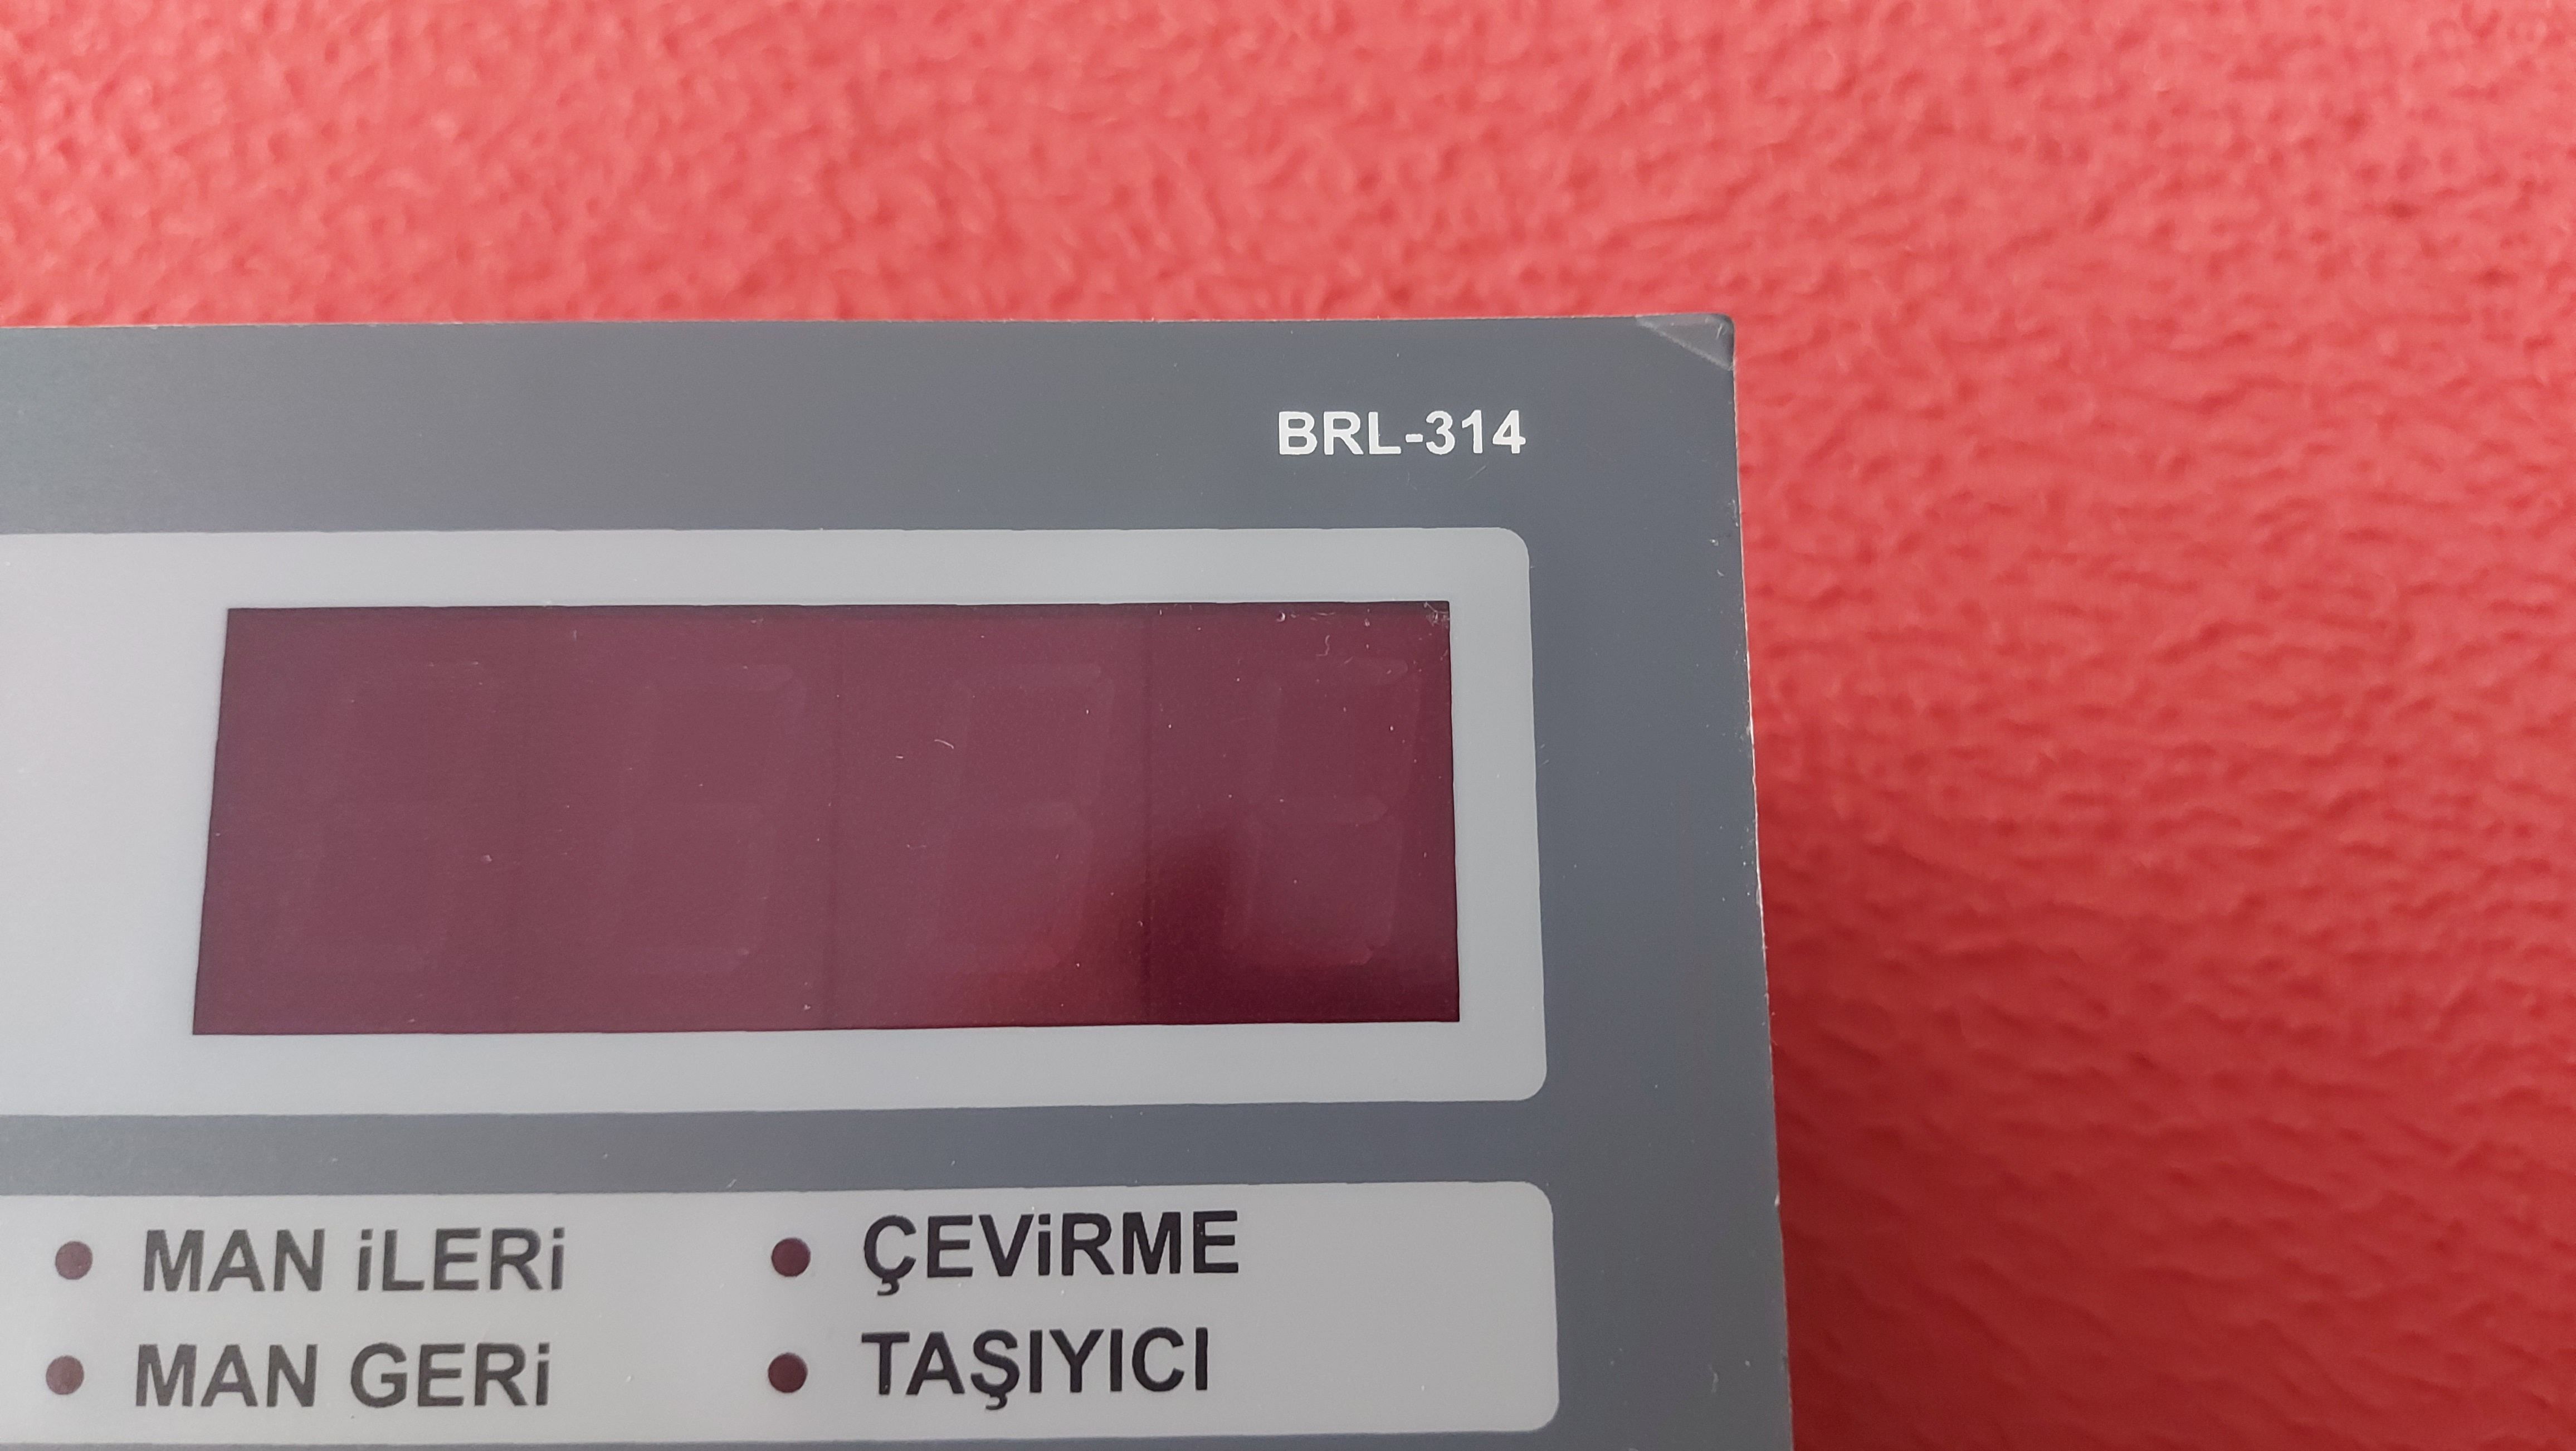 BRL-314
MAN iLERi
ÇEViRME
MAN GERi
TAŞIYICI